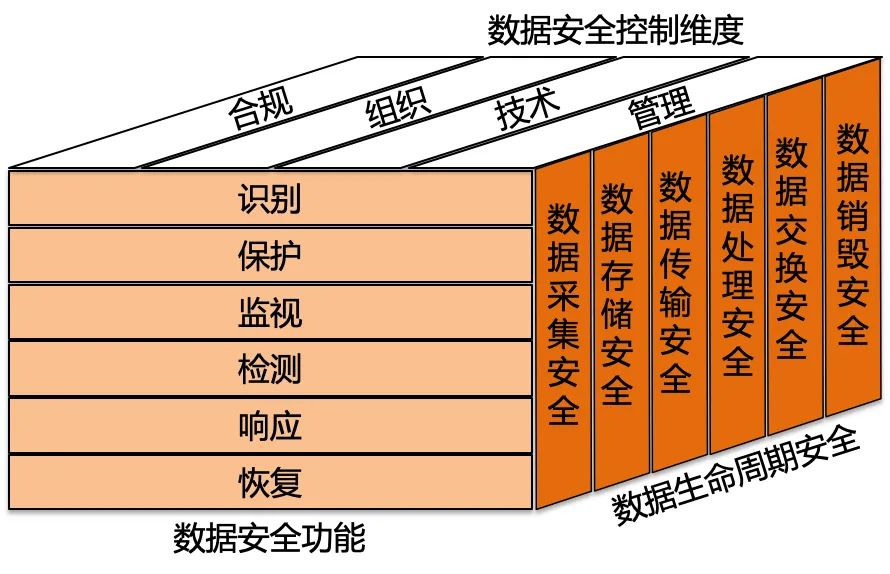 数据安全控制维度
合规
组织
技术
管理
识别
保护
监视
检测
响应
恢复
数据采集安全
数据存储安全
数据传输安全
数据处理安全
数据交换安全
数据销毁安全
数据安全功能
数据生命周期安全